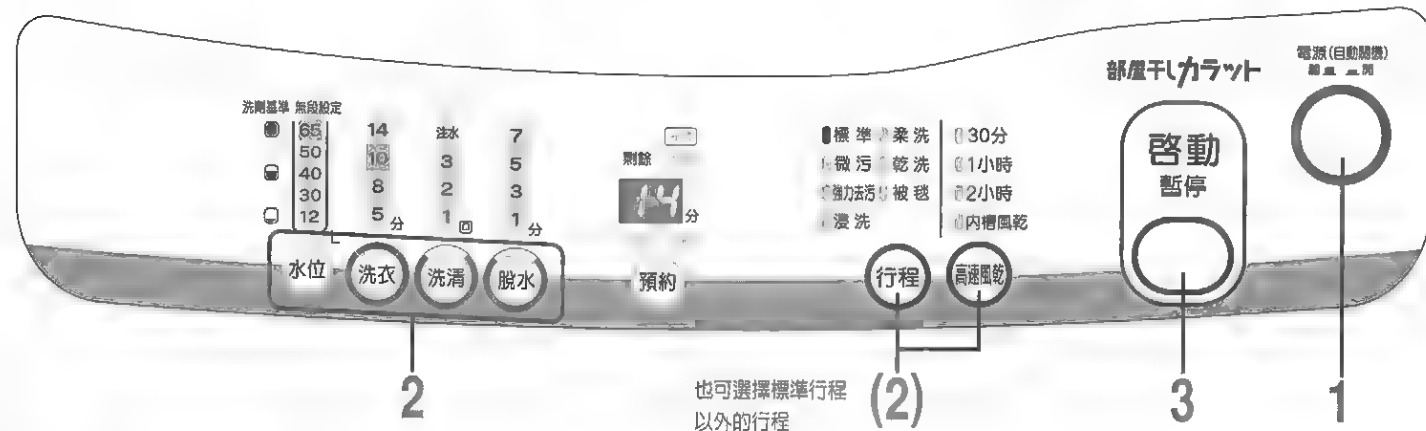 洗劑基準 無段設定
65
50
40
30
12
14
10
8
5 分
注水
3
2
1 回
7
5
3
1 分
剩餘
14 分
標準 柔洗
微污 乾洗
強力去污 被毯
浸洗
30分
1小時
2小時
內槽風乾
部屋干しカラット
啓動
暫停
電源(自動關機)
水位
洗衣
洗清
脫水
預約
行程
高速風乾
2
(2)
3
1
也可選擇標準行程
以外的行程